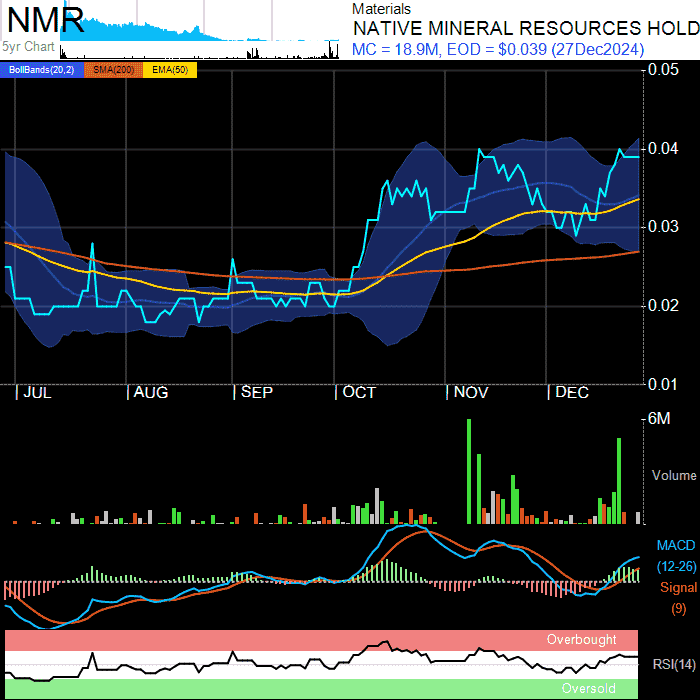 NMR
Materials
NATIVE MINERAL RESOURCES HOLD
MC = 18.9M, EOD = $0.039 (27Dec2024)
5yr Chart
BollBands(20,2) SMA(200) EMA(50)
0.05
0.04
0.03
0.02
0.01
JUL AUG SEP OCT NOV DEC
6M
Volume
MACD
(12-26)
Signal
(9)
Overbought
RSI(14)
Oversold